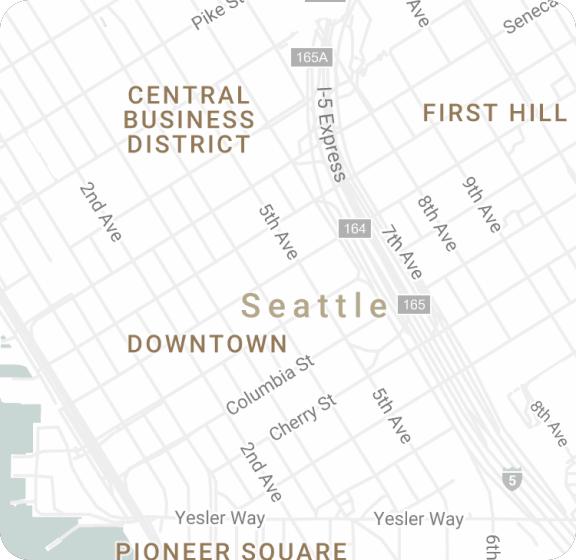 Pike St
Ave
Seneca
165A
CENTRAL
BUSINESS
DISTRICT
I-5 Express
FIRST HILL
2nd Ave
5th Ave
164
7th Ave
8th Ave
9th Ave
Seattle
165
DOWNTOWN
Columbia St
Cherry St
5th Ave
8th Ave
2nd Ave
5
Yesler Way
Yesler Way
6th
PIONEER SQUARE